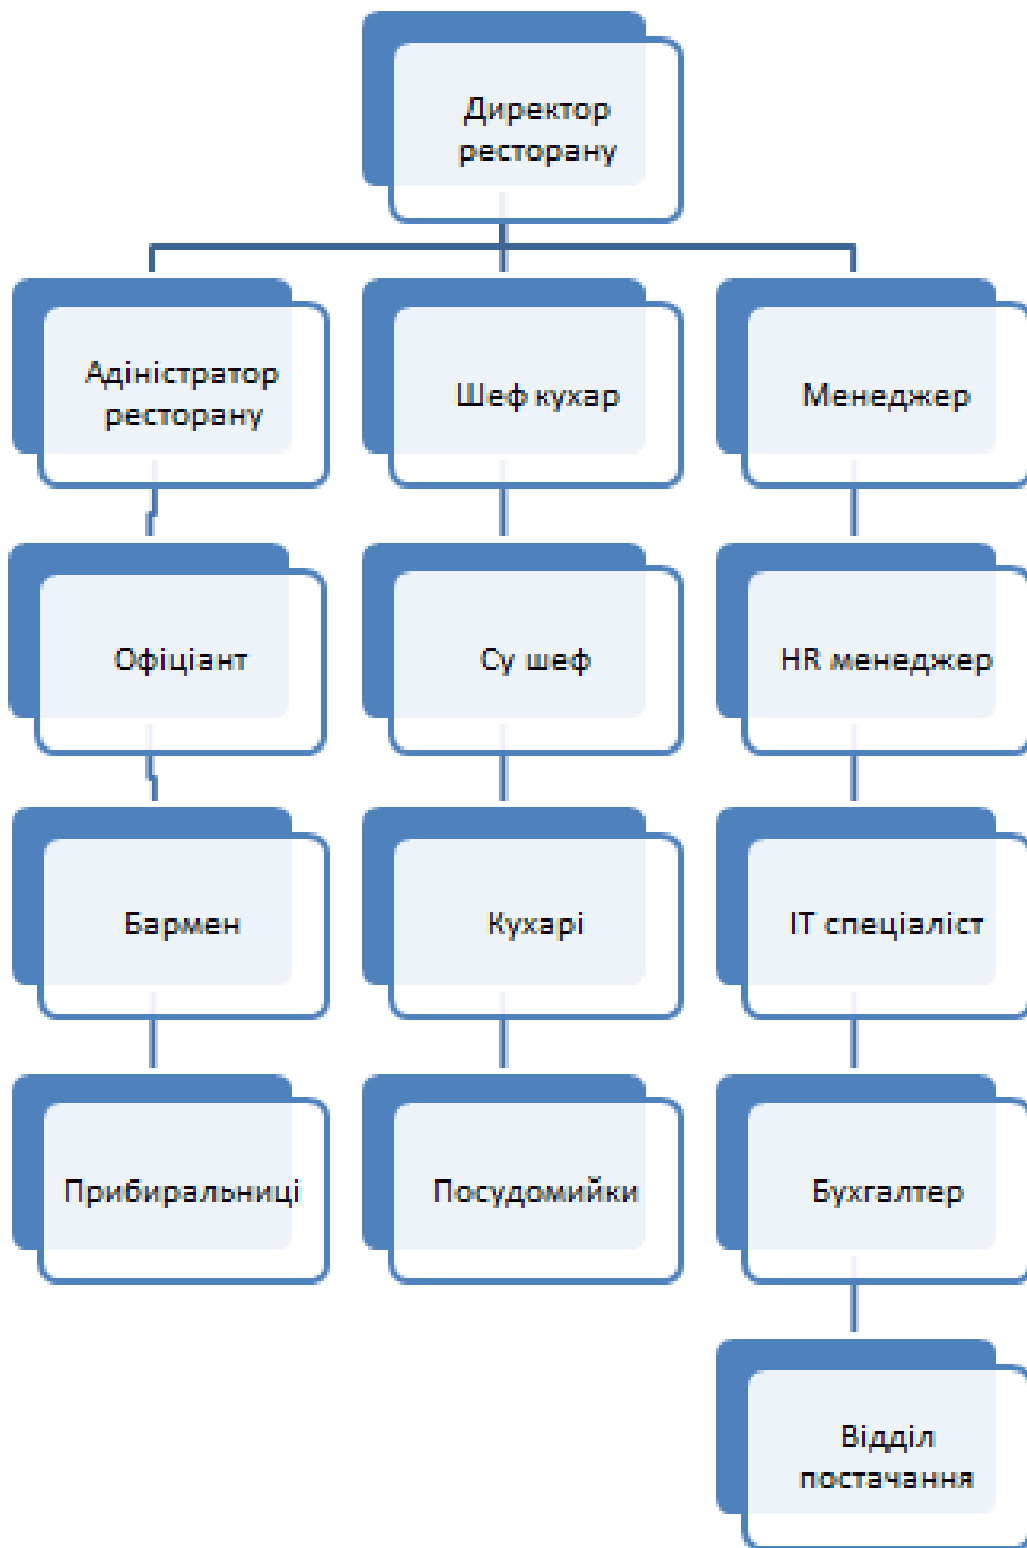 Директор
ресторану
Адіністратор
ресторану
Шеф кухар
Менеджер
Офіціант
Су шеф
HR менеджер
Бармен
Кухарі
ІТ спеціаліст
Прибиральниці
Посудомийки
Бухгалтер
Відділ
постачання